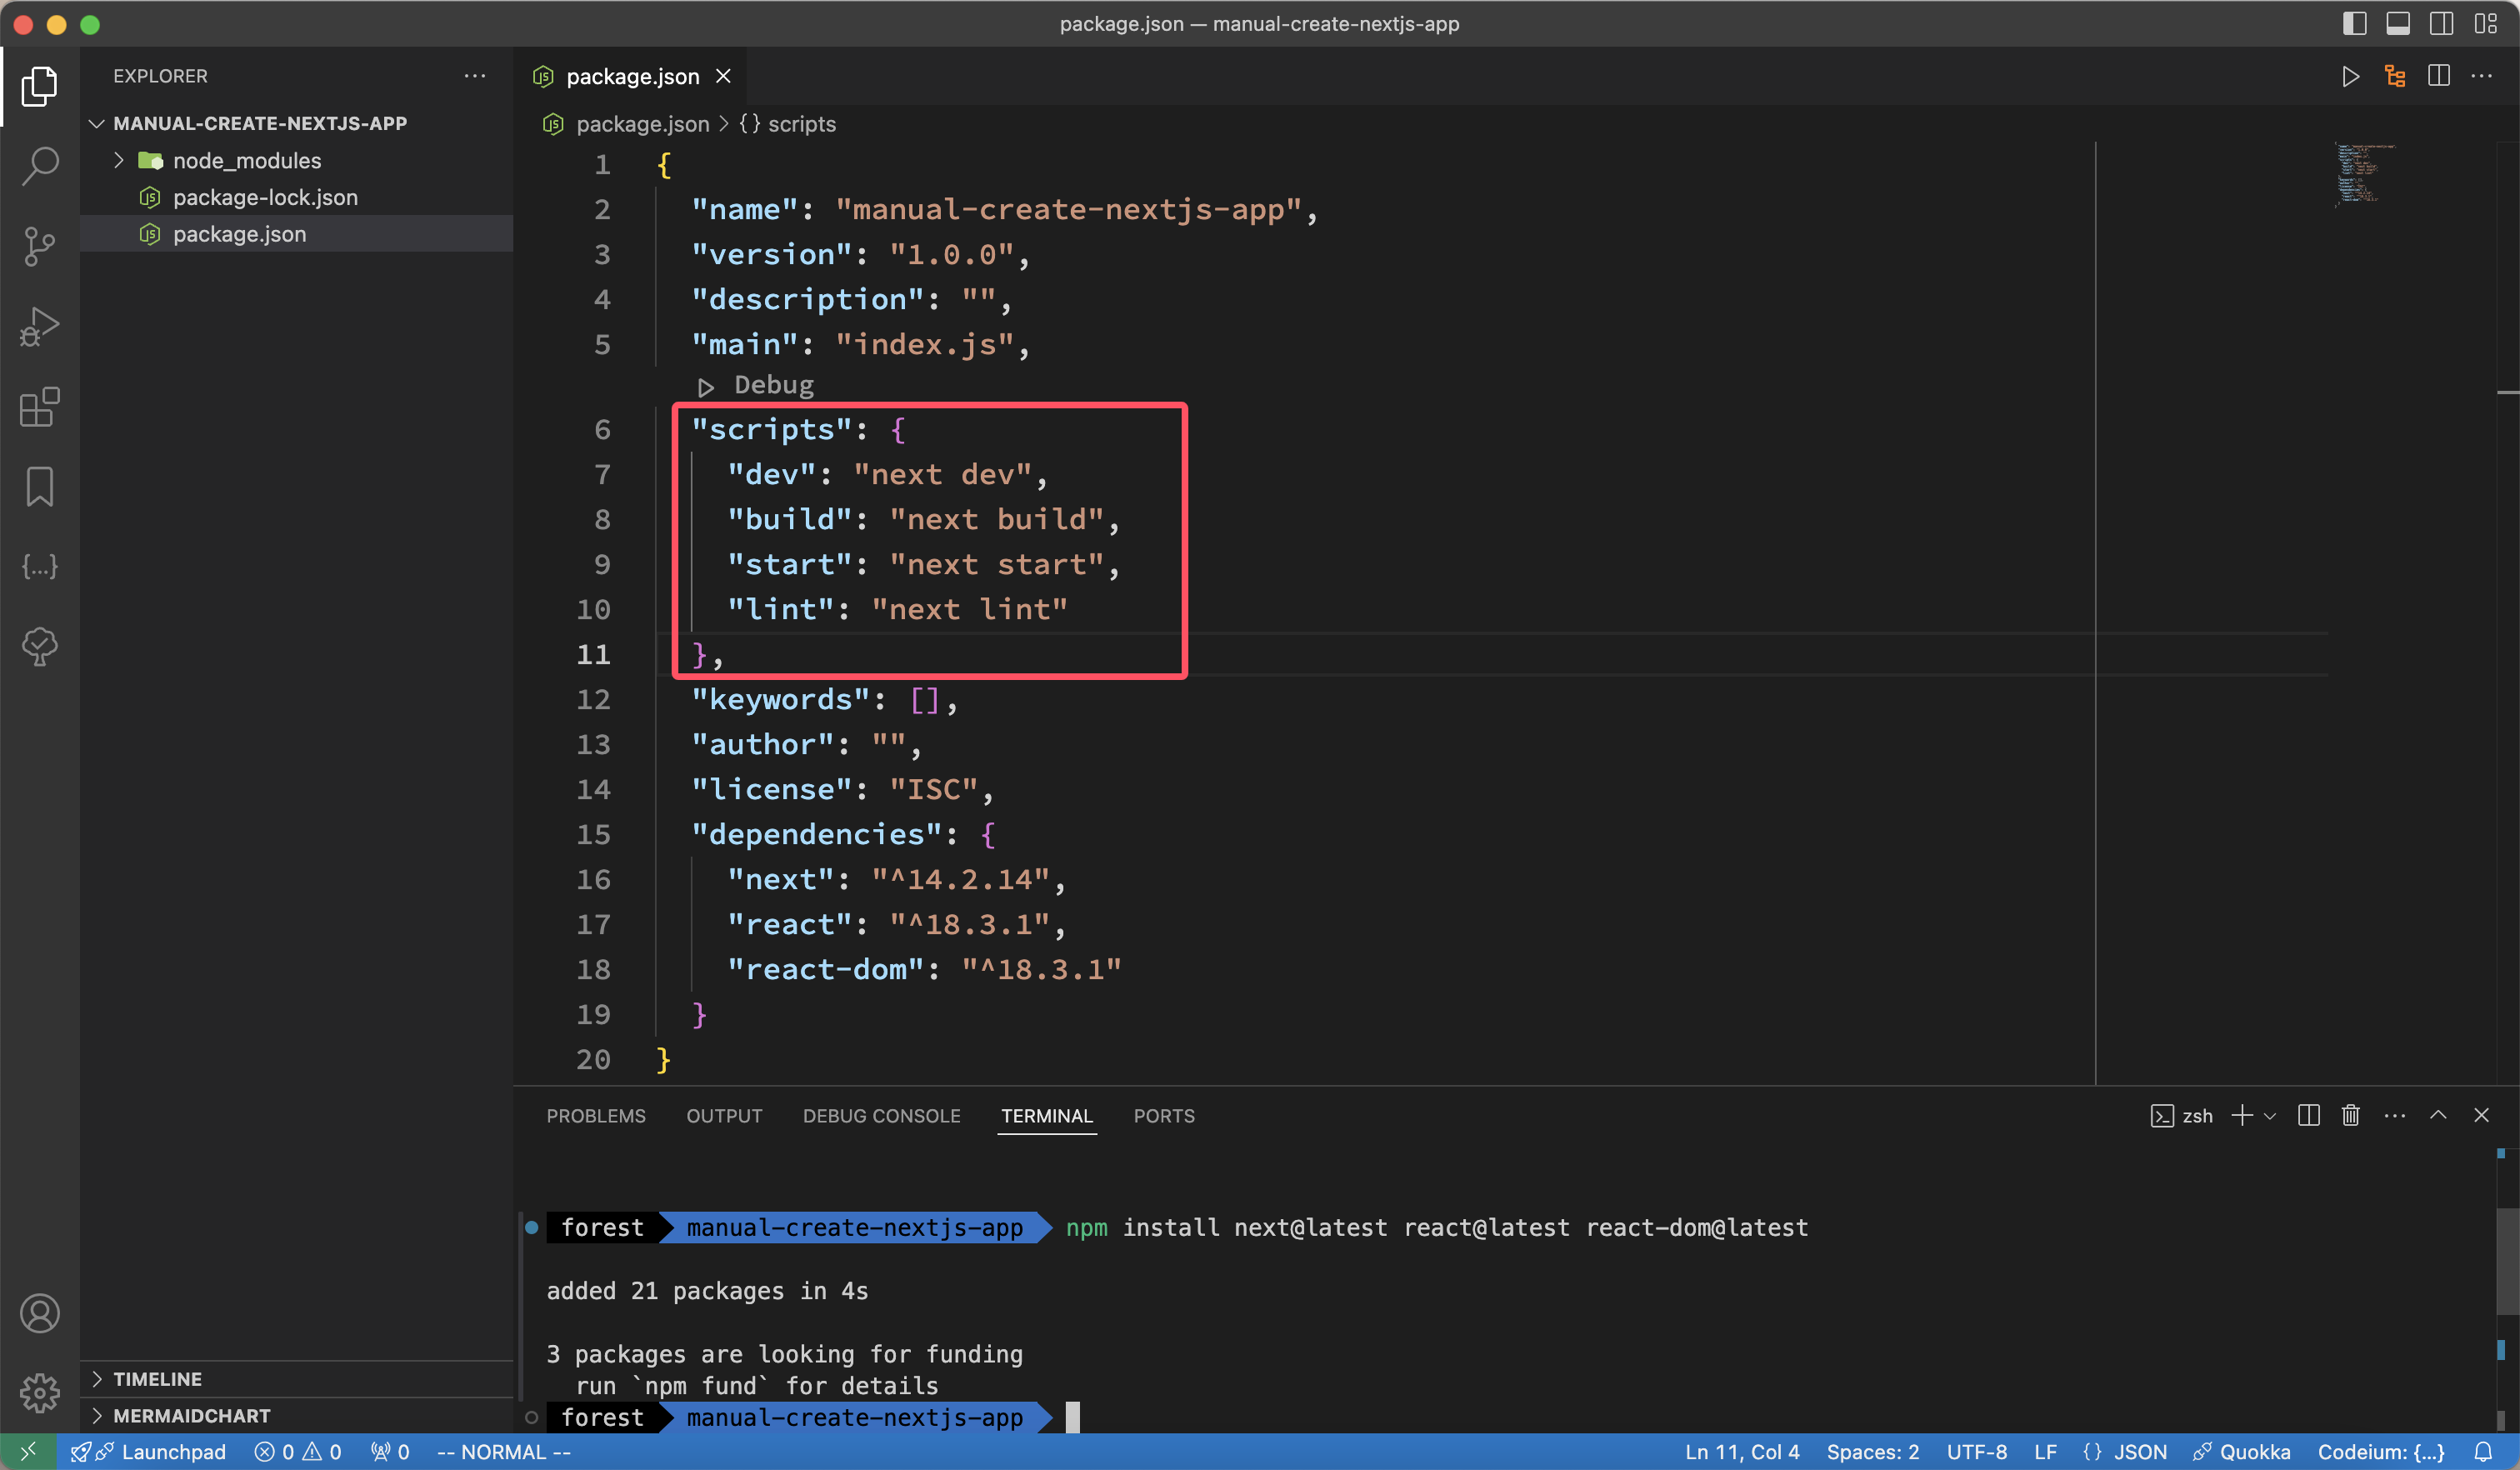 package.json — manual-create-nextjs-app
EXPLORER
MANUAL-CREATE-NEXTJS-APP
node_modules
package-lock.json
package.json
package.json
package.json > {} scripts
1 {
2 "name": "manual-create-nextjs-app",
3 "version": "1.0.0",
4 "description": "",
5 "main": "index.js",
Debug
6 "scripts": {
7 "dev": "next dev",
8 "build": "next build",
9 "start": "next start",
10 "lint": "next lint"
11 },
12 "keywords": [],
13 "author": "",
14 "license": "ISC",
15 "dependencies": {
16 "next": "^14.2.14",
17 "react": "^18.3.1",
18 "react-dom": "^18.3.1"
19 }
20 }
PROBLEMS OUTPUT DEBUG CONSOLE TERMINAL PORTS zsh
forest manual-create-nextjs-app npm install next@latest react@latest react-dom@latest
added 21 packages in 4s
3 packages are looking for funding
run `npm fund` for details
forest manual-create-nextjs-app
TIMELINE
MERMAIDCHART
Launchpad 0 0 0 -- NORMAL -- Ln 11, Col 4 Spaces: 2 UTF-8 LF {} JSON Quokka Codeium: {...}